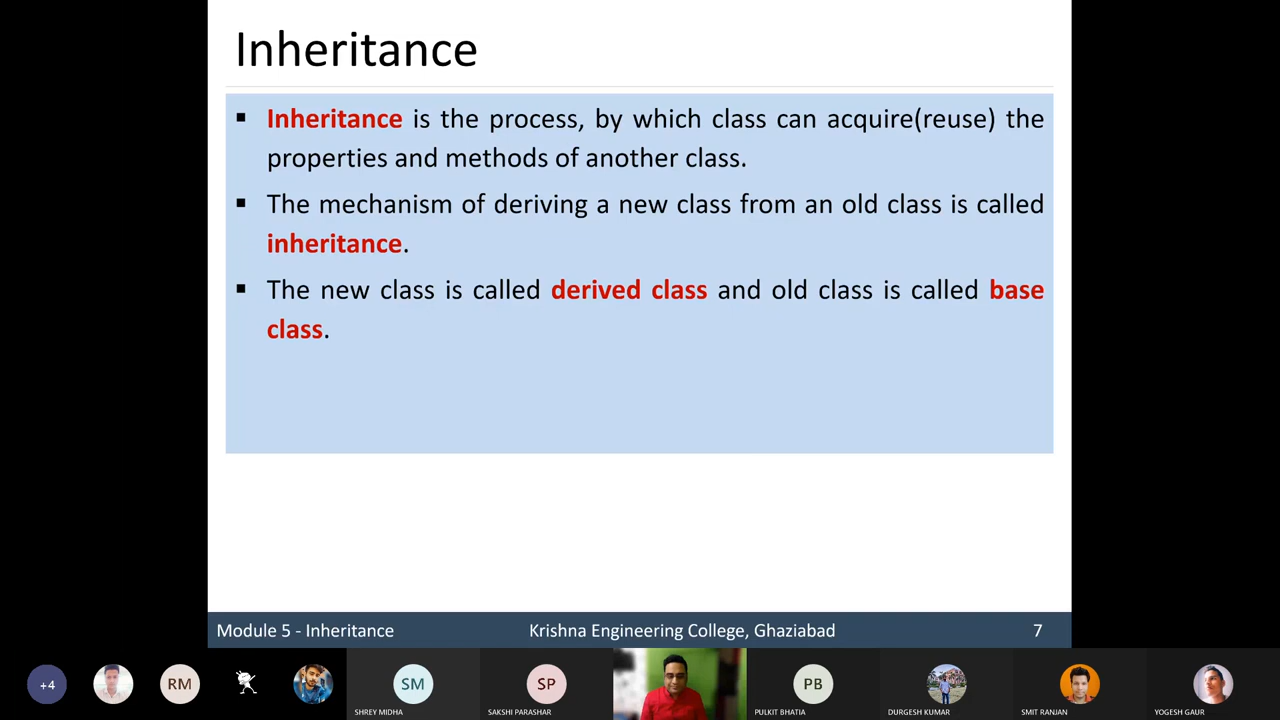 Inheritance
▪ Inheritance is the process, by which class can acquire(reuse) the
properties and methods of another class.
▪ The mechanism of deriving a new class from an old class is called
inheritance.
▪ The new class is called derived class and old class is called base
class.
Module 5 - Inheritance Krishna Engineering College, Ghaziabad 7
+4 RM SM SP PB
SHREY MIDHA SAKSHI PARASHAR PULKIT BHATIA DURGESH KUMAR SMIT RANJAN YOGESH GAUR